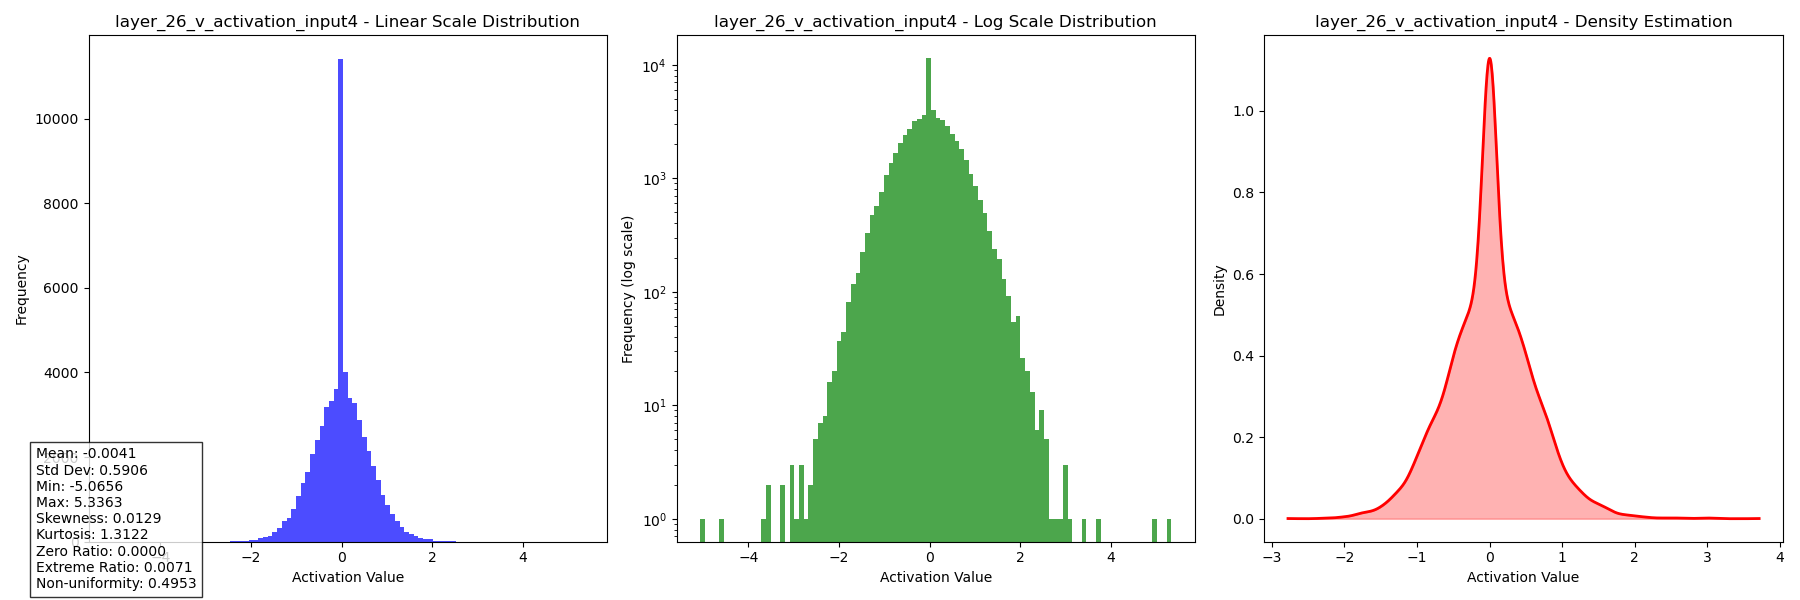 layer_26_v_activation_input4 - Linear Scale Distribution
10000
8000
6000
4000
2000
0
Frequency
−4
−2
0
2
4
Activation Value
Mean: -0.0041
Std Dev: 0.5906
Min: -5.0656
Max: 5.3363
Skewness: 0.0129
Kurtosis: 1.3122
Zero Ratio: 0.0000
Extreme Ratio: 0.0071
Non-uniformity: 0.4953
layer_26_v_activation_input4 - Log Scale Distribution
10⁴
10³
10²
10¹
10⁰
Frequency (log scale)
−4
−2
0
2
4
Activation Value
layer_26_v_activation_input4 - Density Estimation
1.0
0.8
0.6
0.4
0.2
0.0
Density
−3
−2
−1
0
1
2
3
4
Activation Value